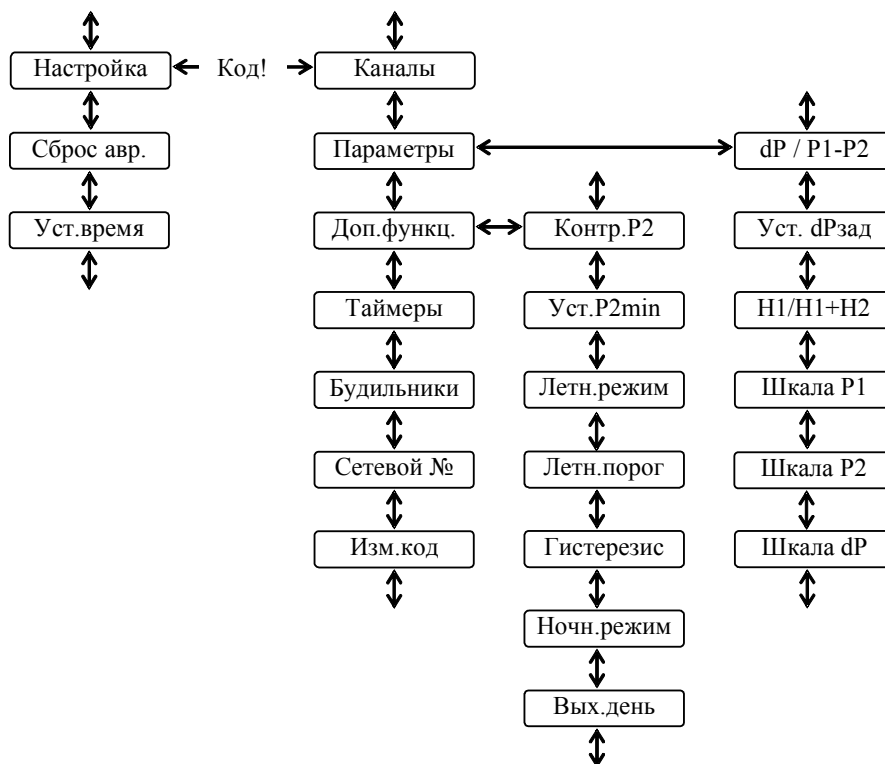 Настройка
Код!
Каналы
Сброс авр.
Параметры
dP / P1-P2
Уст.время
Доп.функц.
Контр.P2
Уст. dPзад
Таймеры
Уст.P2min
H1/H1+H2
Будильники
Летн.режим
Шкала P1
Сетевой №
Летн.порог
Шкала P2
Изм.код
Гистерезис
Шкала dP
Ночн.режим
Вых.день